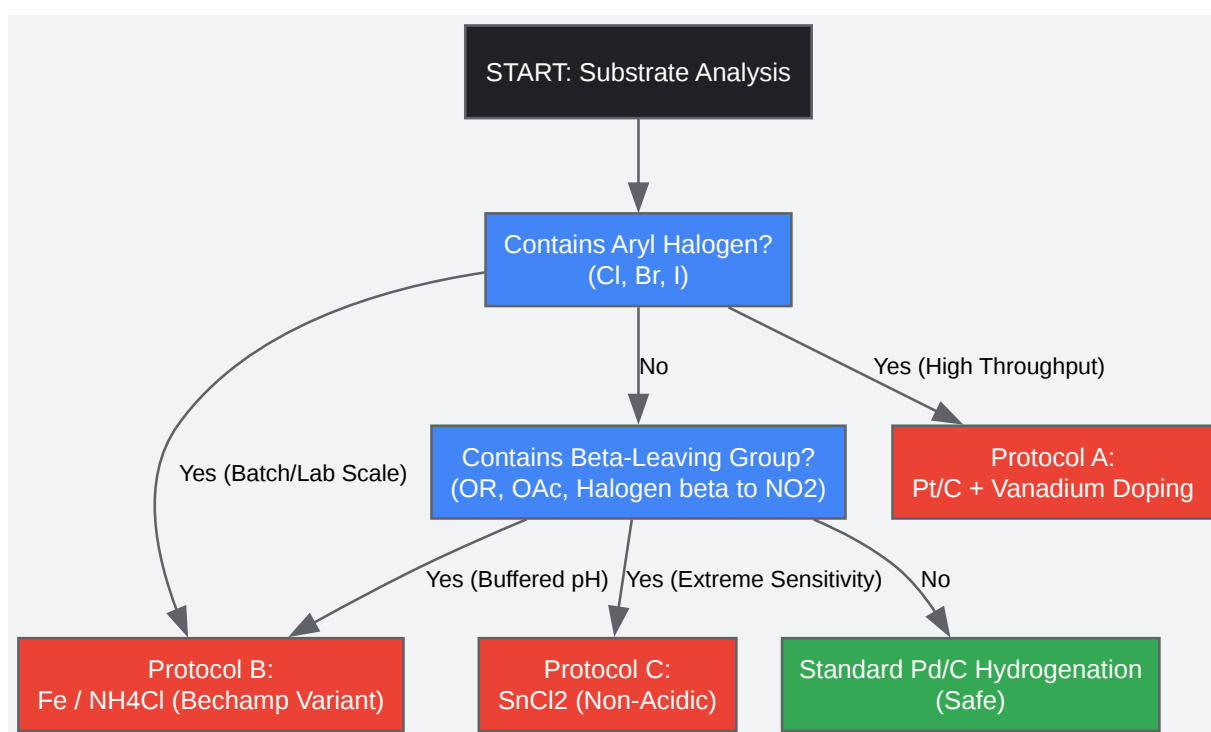 START: Substrate Analysis
Contains Aryl Halogen?
(Cl, Br, I)
No
Yes (High Throughput)
Yes (Batch/Lab Scale)
Contains Beta-Leaving Group?
(OR, OAc, Halogen beta to NO2)
Protocol A:
Pt/C + Vanadium Doping
Yes (Buffered pH)
Yes (Extreme Sensitivity)
No
Protocol B:
Fe / NH4Cl (Bechamp Variant)
Protocol C:
SnCl2 (Non-Acidic)
Standard Pd/C Hydrogenation
(Safe)